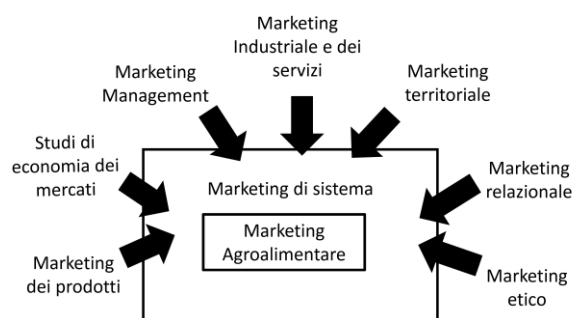 Marketing
Industriale e dei
servizi
Marketing
Management
Marketing
territoriale
Studi di
economia dei
mercati
Marketing di sistema
Marketing
relazionale
Marketing
Agroalimentare
Marketing
dei prodotti
Marketing
etico